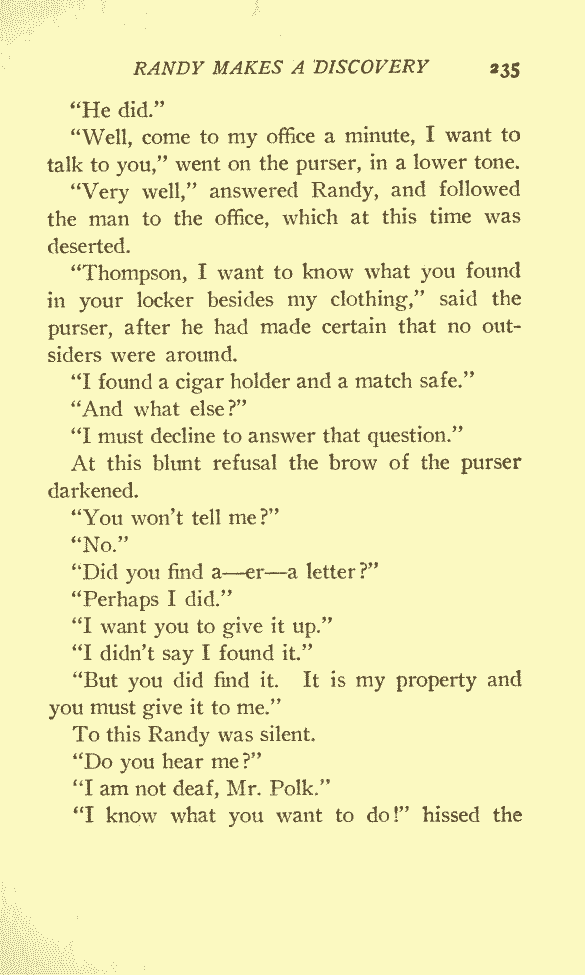 RANDY MAKES A DISCOVERY 235
“He did.”
“Well, come to my office a minute, I want to
talk to you,” went on the purser, in a lower tone.
“Very well,” answered Randy, and followed
the man to the office, which at this time was
deserted.
“Thompson, I want to know what you found
in your locker besides my clothing,” said the
purser, after he had made certain that no out-
siders were around.
“I found a cigar holder and a match safe.”
“And what else?”
“I must decline to answer that question.”
At this blunt refusal the brow of the purser
darkened.
“You won’t tell me?”
“No.”
“Did you find a—er—a letter?”
“Perhaps I did.”
“I want you to give it up.”
“I didn’t say I found it.”
“But you did find it. It is my property and
you must give it to me.”
To this Randy was silent.
“Do you hear me?”
“I am not deaf, Mr. Polk.”
“I know what you want to do!” hissed the